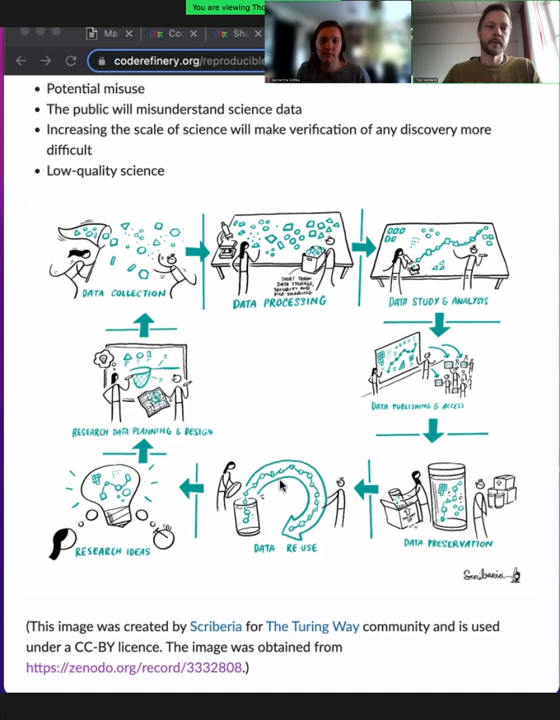 You are viewing Tho
Ma
Co
Sh
coderefinery.org/reproducible
Potential misuse
The public will misunderstand science data
Increasing the scale of science will make verification of any discovery more
difficult
Low-quality science
DATA COLLECTION
DATA PROCESSING
SHORT TERM
DATA STORAGE,
SECURITY AND
FILE SHARING
DATA STUDY & ANALYSIS
RESEARCH DATA PLANNING & DESIGN
DATA PUBLISHING & ACCESS
RESEARCH IDEAS
DATA RE-USE
DATA PRESERVATION
Scriberia
(This image was created by Scriberia for The Turing Way community and is used
under a CC-BY licence. The image was obtained from
https://zenodo.org/record/3332808.)